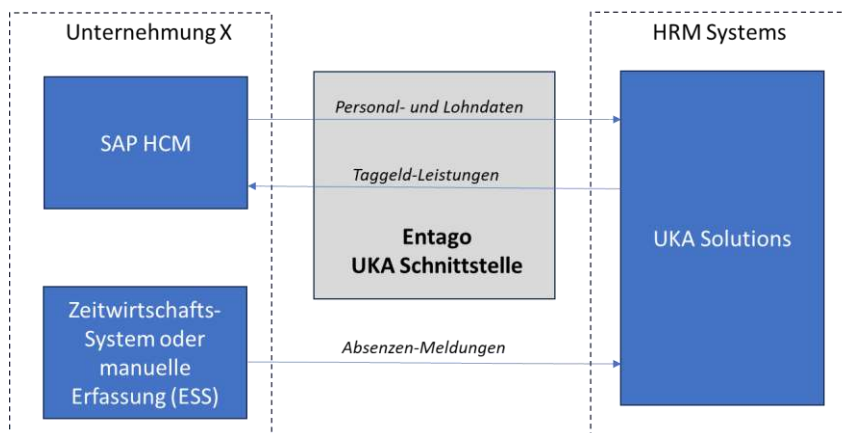 Unternehmung X
HRM Systems
SAP HCM
Personal- und Lohndaten
Taggeld-Leistungen
Entago
UKA Schnittstelle
UKA Solutions
Zeitwirtschafts-
System oder
manuelle
Erfassung (ESS)
Absenzen-Meldungen